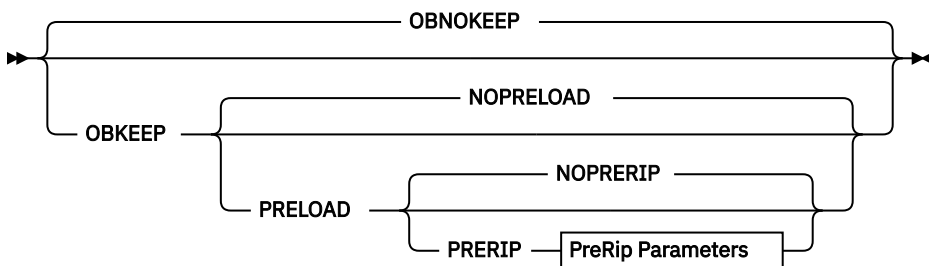 OBNOKEEP
OBKEEP
NOPRELOAD
PRELOAD
NOPRERIP
PRERIP PreRip Parameters